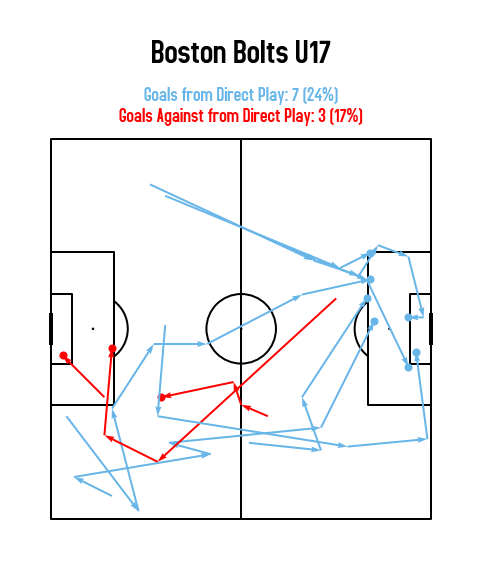 Boston Bolts U17
Goals from Direct Play: 7 (24%)
Goals Against from Direct Play: 3 (17%)